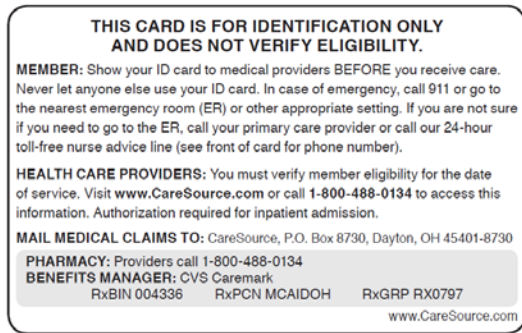 THIS CARD IS FOR IDENTIFICATION ONLY
AND DOES NOT VERIFY ELIGIBILITY.
MEMBER: Show your ID card to medical providers BEFORE you receive care.
Never let anyone else use your ID card. In case of emergency, call 911 or go to
the nearest emergency room (ER) or other appropriate setting. If you are not sure
if you need to go to the ER, call your primary care provider or call our 24-hour
toll-free nurse advice line (see front of card for phone number).
HEALTH CARE PROVIDERS: You must verify member eligibility for the date
of service. Visit www.CareSource.com or call 1-800-488-0134 to access this
information. Authorization required for inpatient admission.
MAIL MEDICAL CLAIMS TO: CareSource, P.O. Box 8730, Dayton, OH 45401-8730
PHARMACY: Providers call 1-800-488-0134
BENEFITS MANAGER: CVS Caremark
RxBIN 004336 RxPCN MCAIDOH RxGRP RX0797
www.CareSource.com